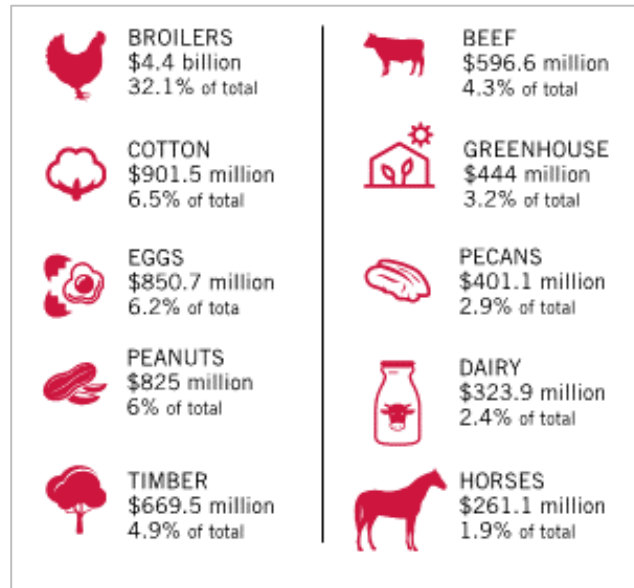 BROILERS
$4.4 billion
32.1% of total
COTTON
$901.5 million
6.5% of total
EGGS
$850.7 million
6.2% of tota
PEANUTS
$825 million
6% of total
TIMBER
$669.5 million
4.9% of total
BEEF
$596.6 million
4.3% of total
GREENHOUSE
$444 million
3.2% of total
PECANS
$401.1 million
2.9% of total
DAIRY
$323.9 million
2.4% of total
HORSES
$261.1 million
1.9% of total